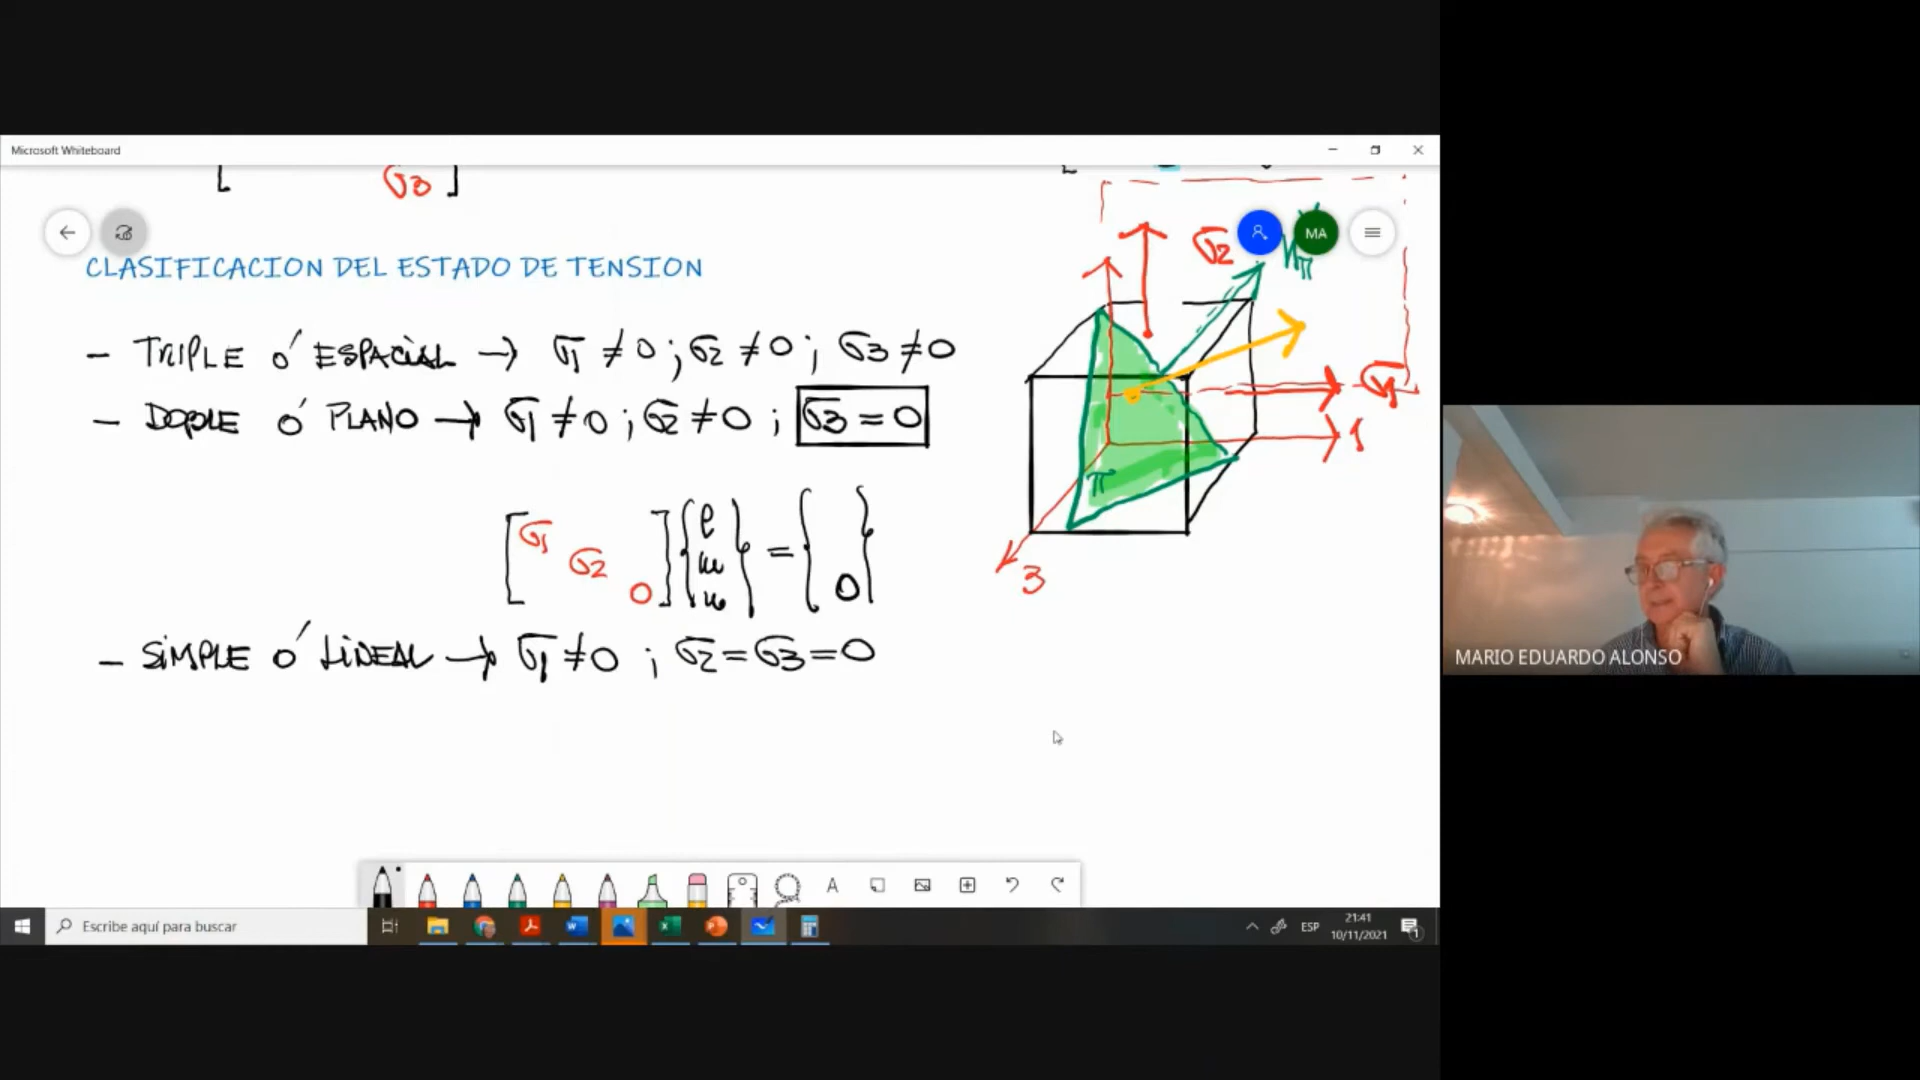 Microsoft Whiteboard
σ3
CLASIFICACION DEL ESTADO DE TENSION
- TRIPLE Ó ESPACIAL → σ1 ≠ 0 ; σ2 ≠ 0 ; σ3 ≠ 0
- DOBLE Ó PLANO → σ1 ≠ 0 ; σ2 ≠ 0 ; σ3 = 0
[σ1 σ2 0] {l m n} = { 0 }
- SIMPLE Ó LINEAL → σ1 ≠ 0 ; σ2 = σ3 = 0
σ2
MA
nπ
σ1
1
π
3
MARIO EDUARDO ALONSO
A
Escribe aquí para buscar
ESP
21:41
10/11/2021
1